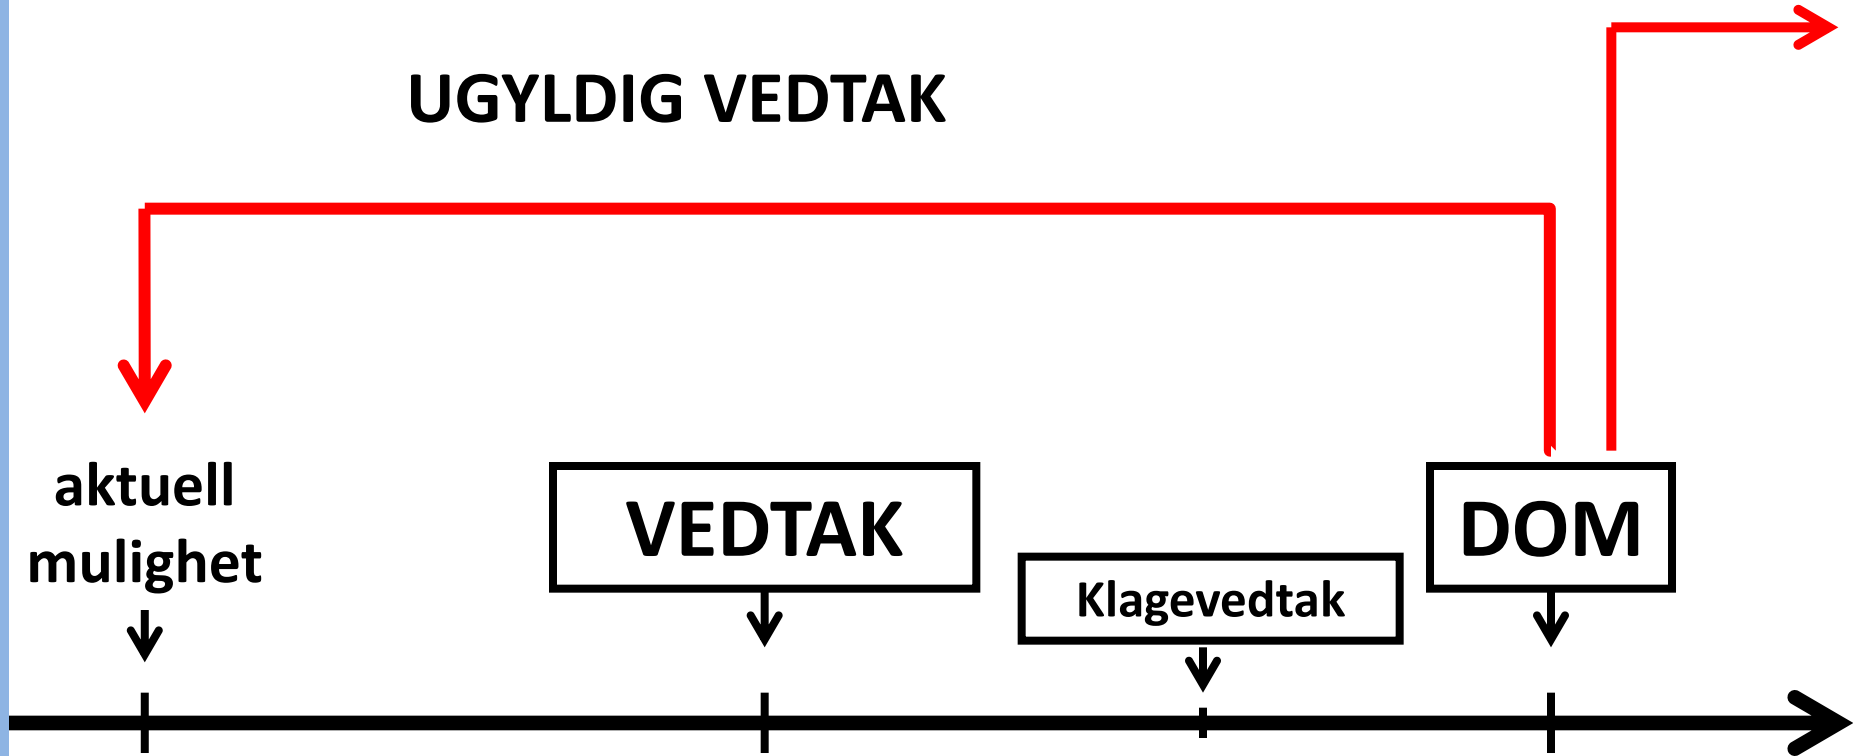 UGYLDIG VEDTAK
aktuell
mulighet
VEDTAK
Klagevedtak
DOM